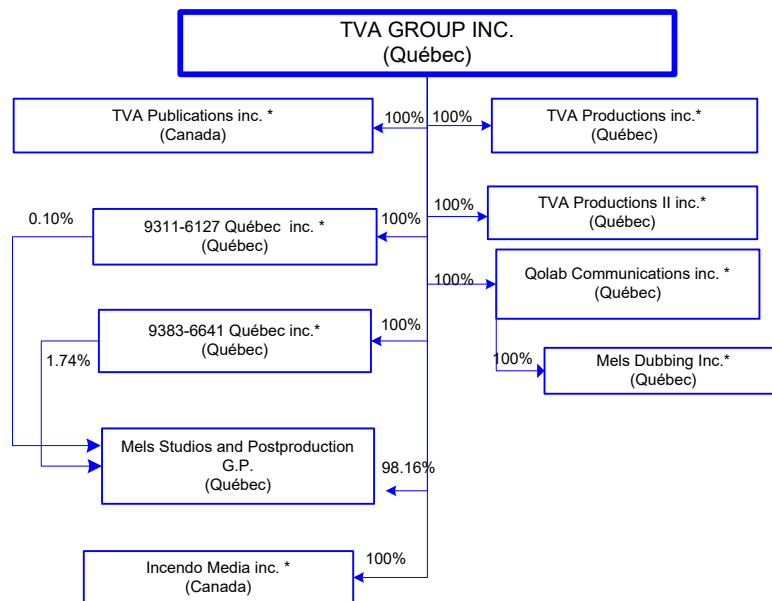 TVA GROUP INC.
(Québec)
TVA Publications inc. *
(Canada)
100%
100%
TVA Productions inc.*
(Québec)
0.10%
9311-6127 Québec inc. *
(Québec)
100%
100%
TVA Productions II inc.*
(Québec)
100%
Qolab Communications inc. *
(Québec)
1.74%
9383-6641 Québec inc.*
(Québec)
100%
100%
Mels Dubbing Inc.*
(Québec)
Mels Studios and Postproduction
G.P.
(Québec)
98.16%
Incendo Media inc. *
(Canada)
100%